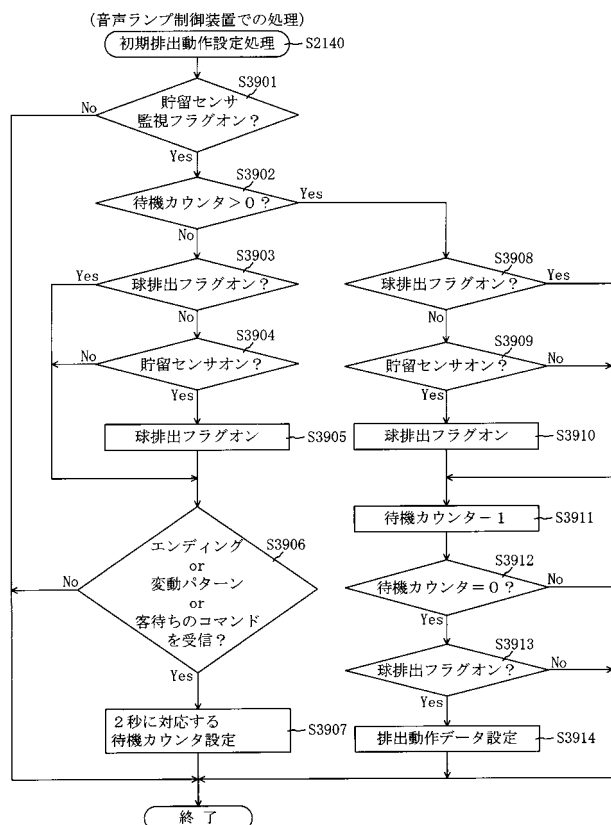 (音声ランプ制御装置での処理)
初期排出動作設定処理
S2140
S3901
貯留センサ
監視フラグオン？
No
Yes
S3902
待機カウンタ＞０？
Yes
No
S3903
球排出フラグオン？
Yes
No
S3904
貯留センサオン？
No
Yes
球排出フラグオン
S3905
S3906
エンディング
or
変動パターン
or
客待ちのコマンド
を受信？
No
Yes
２秒に対応する
待機カウンタ設定
S3907
S3908
球排出フラグオン？
Yes
No
S3909
貯留センサオン？
No
Yes
球排出フラグオン
S3910
待機カウンタ－１
S3911
S3912
待機カウンタ＝０？
No
Yes
S3913
球排出フラグオン？
No
Yes
排出動作データ設定
S3914
終 了